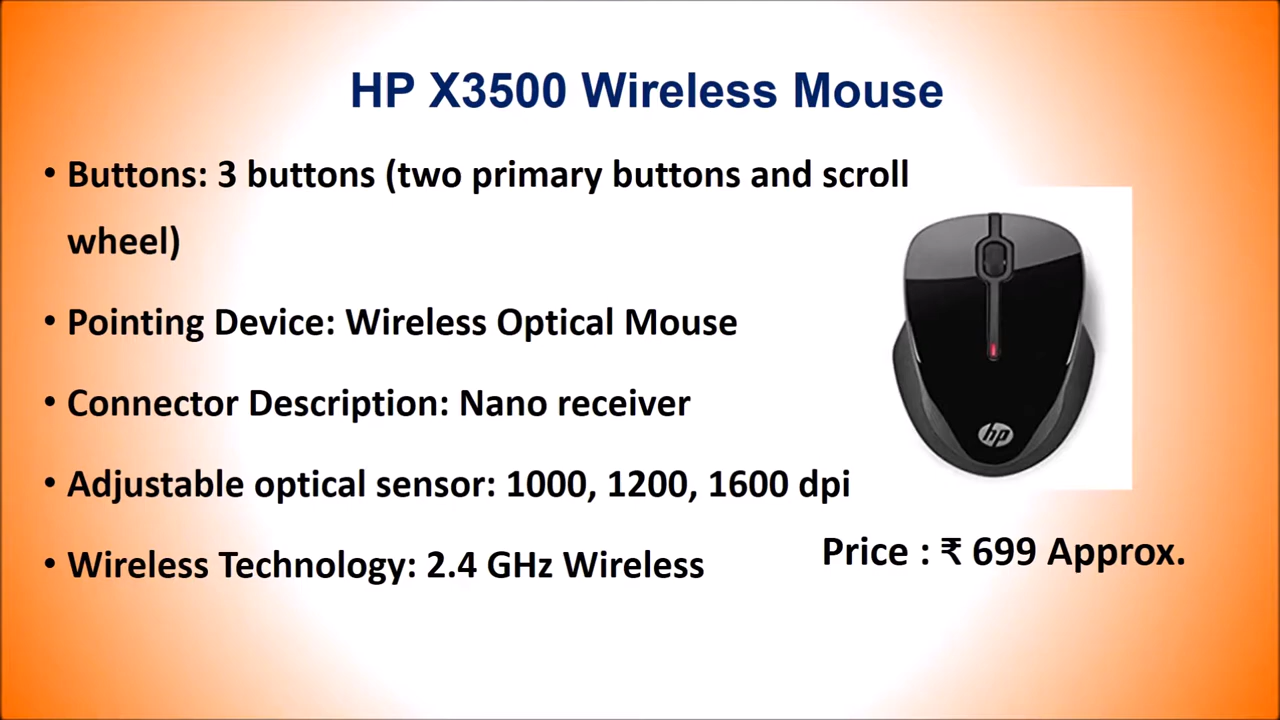 HP X3500 Wireless Mouse
• Buttons: 3 buttons (two primary buttons and scroll
wheel)
• Pointing Device: Wireless Optical Mouse
• Connector Description: Nano receiver
• Adjustable optical sensor: 1000, 1200, 1600 dpi
• Wireless Technology: 2.4 GHz Wireless
hp
Price : ₹ 699 Approx.